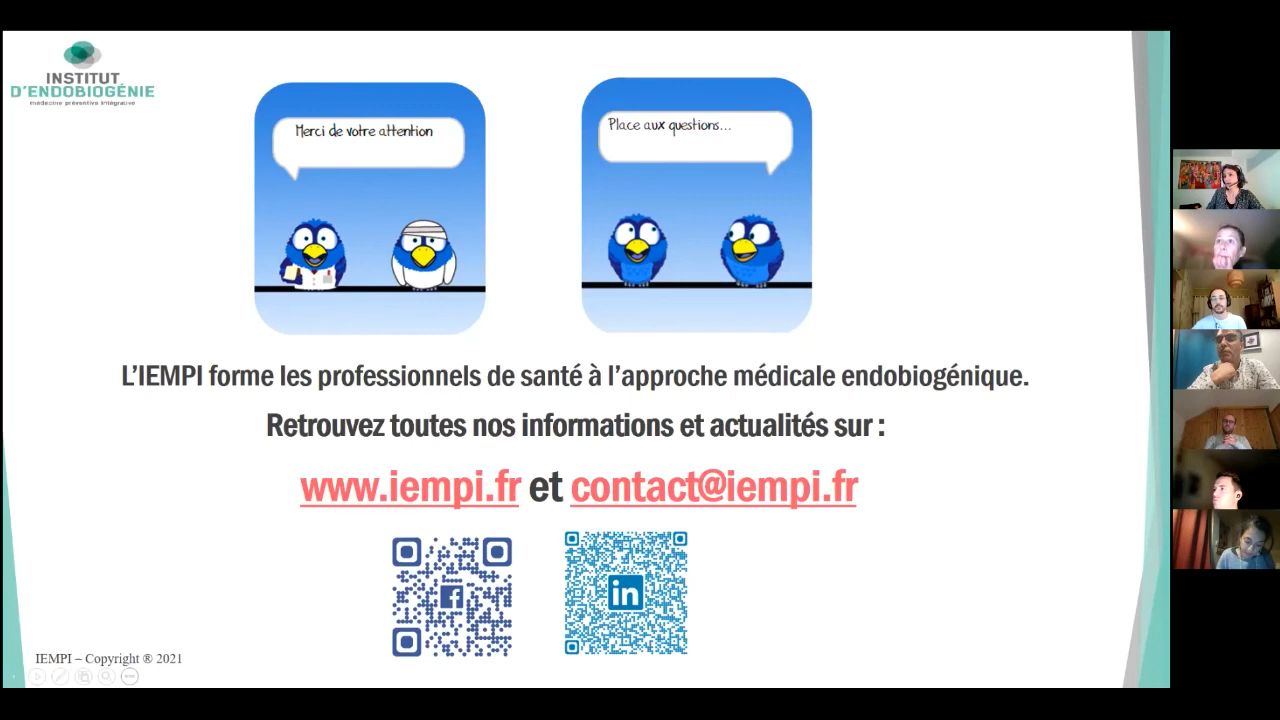 INSTITUT
D'ENDOBIOGÉNIE
médecine préventive intégrative
Merci de votre attention
Place aux questions...
L'IEMPI forme les professionnels de santé à l'approche médicale endobiogénique.
Retrouvez toutes nos informations et actualités sur :
www.iempi.fr et contact@iempi.fr
f
in
IEMPI – Copyright ® 2021